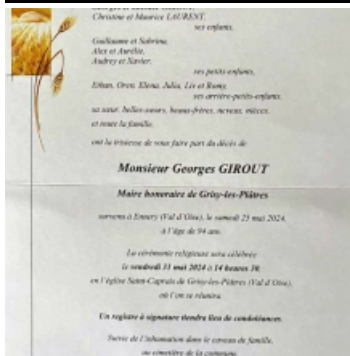 Christine et Maurice LAURENT,
ses enfants,
Guillaume et Sabrina,
Alex et Aurélie,
Audrey et Xavier,
ses petits-enfants,
Ethan, Oren, Elena, Julia, Liv et Romy,
ses arrière-petits-enfants,
sa sœur, belles-sœurs, beaux-frères, neveux, nièces,
et toute la famille,
ont la tristesse de vous faire part du décès de
Monsieur Georges GIROUT
Maire honoraire de Grisy-les-Plâtres
survenu à Ennery (Val d'Oise), le samedi 25 mai 2024,
à l'âge de 94 ans.
La cérémonie religieuse sera célébrée
le vendredi 31 mai 2024 à 14 heures 30
en l'église Saint-Caprais de Grisy-les-Plâtres (Val d'Oise),
où l'on se réunira.
Un registre à signature tiendra lieu de condoléances.
Suivie de l'inhumation dans le caveau de famille,
au cimetière de la commune.